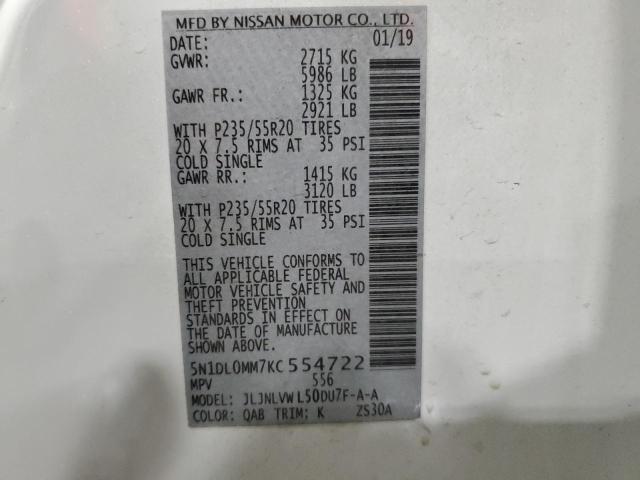 MFD BY NISSAN MOTOR CO., LTD.
DATE: 01/19
GVWR: 2715 KG
5986 LB
GAWR FR.: 1325 KG
2921 LB
WITH P235/55R20 TIRES
20 X 7.5 RIMS AT 35 PSI
COLD SINGLE
GAWR RR.: 1415 KG
3120 LB
WITH P235/55R20 TIRES
20 X 7.5 RIMS AT 35 PSI
COLD SINGLE
THIS VEHICLE CONFORMS TO
ALL APPLICABLE FEDERAL
MOTOR VEHICLE SAFETY AND
THEFT PREVENTION
STANDARDS IN EFFECT ON
THE DATE OF MANUFACTURE
SHOWN ABOVE.
5N1DL0MM7KC554722
MPV 556
MODEL: JLJNLVWL50DU7F-A-A
COLOR: QAB TRIM: K ZS30A